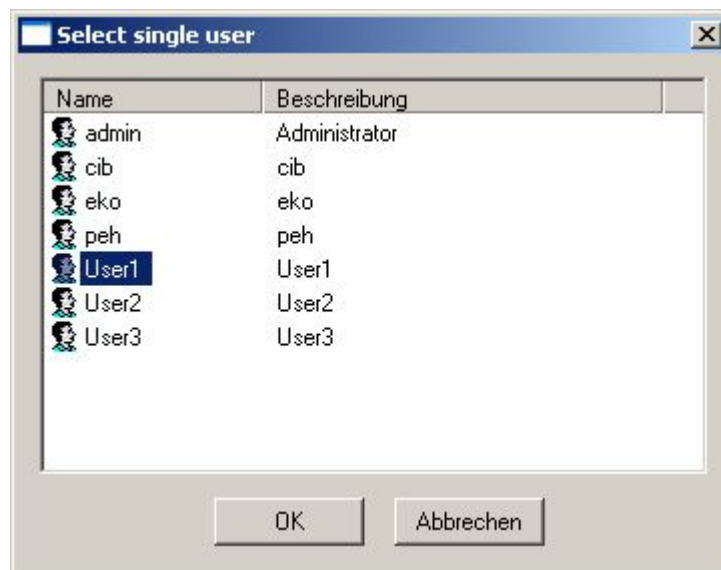 Select single user
Name Beschreibung
admin Administrator
cib cib
eko eko
peh peh
User1 User1
User2 User2
User3 User3
OK Abbrechen